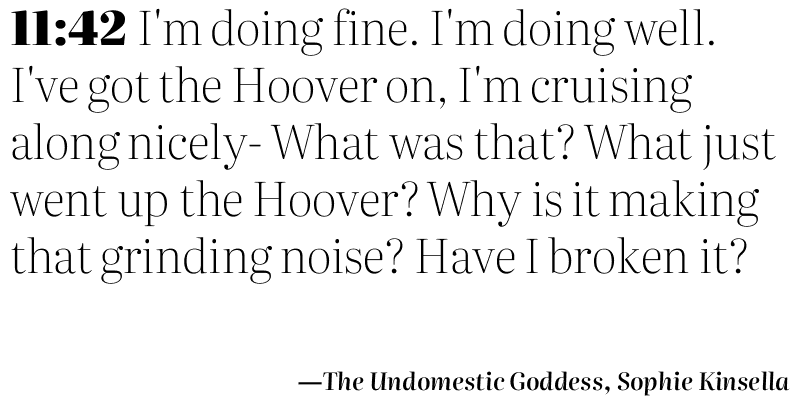 11:42 I'm doing fine. I'm doing well.
I've got the Hoover on, I'm cruising
along nicely- What was that? What just
went up the Hoover? Why is it making
that grinding noise? Have I broken it?
—The Undomestic Goddess, Sophie Kinsella